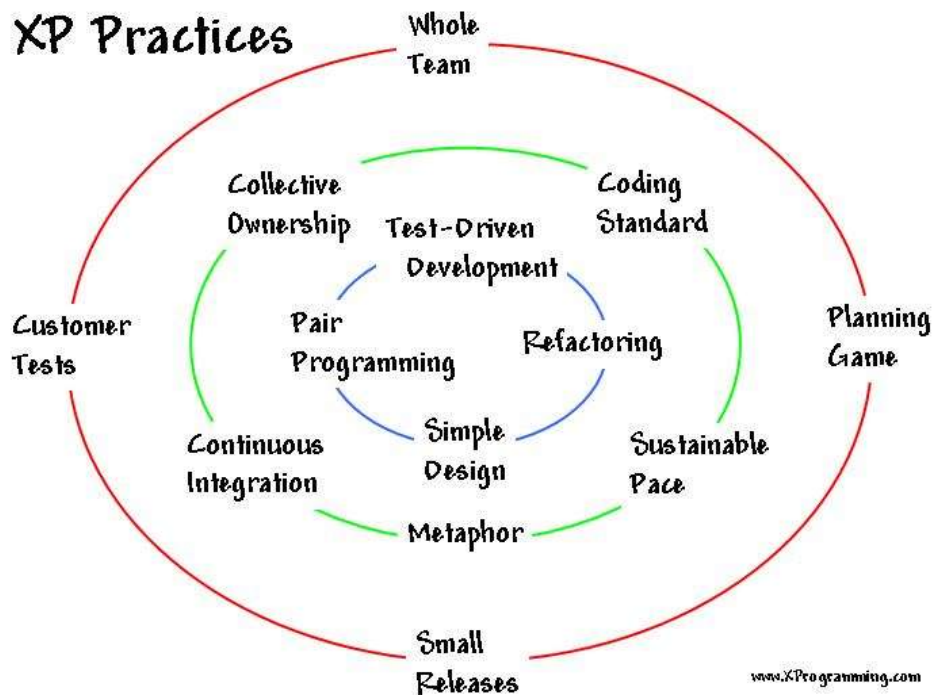 XP Practices
Whole
Team
Collective
Ownership
Coding
Standard
Test-Driven
Development
Customer
Tests
Pair
Programming
Refactoring
Planning
Game
Continuous
Integration
Simple
Design
Sustainable
Pace
Metaphor
Small
Releases
www.XProgramming.com